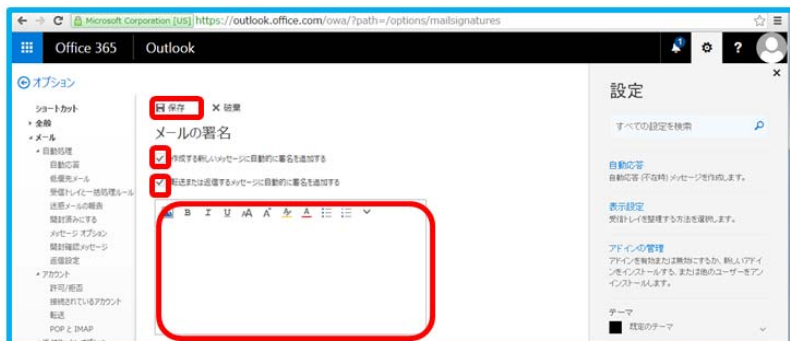 Microsoft Corporation [US] https://outlook.office.com/owa/?path=/options/mailsignatures
Office 365 Outlook
1
?
オプション
ショートカット
全般
メール
自動処理
自動応答
低優先メール
受信トレイと一括処理ルール
迷惑メールの報告
開封済みにする
メッセージ オプション
開封確認メッセージ
返信設定
アカウント
許可/拒否
接続されているアカウント
転送
POP と IMAP
保存 × 破棄
メールの署名
作成する新しいメッセージに自動的に署名を追加する
転送または返信するメッセージに自動的に署名を追加する
B I U AA A A
設定
すべての設定を検索
自動応答
自動応答 (不在時) メッセージを作成します。
表示設定
受信トレイを整理する方法を選択します。
アドインの管理
アドインを有効または無効にするか、新しいアドイ
ンをインストールする、または他のユーザーをアン
インストールします。
テーマ
既定のテーマ